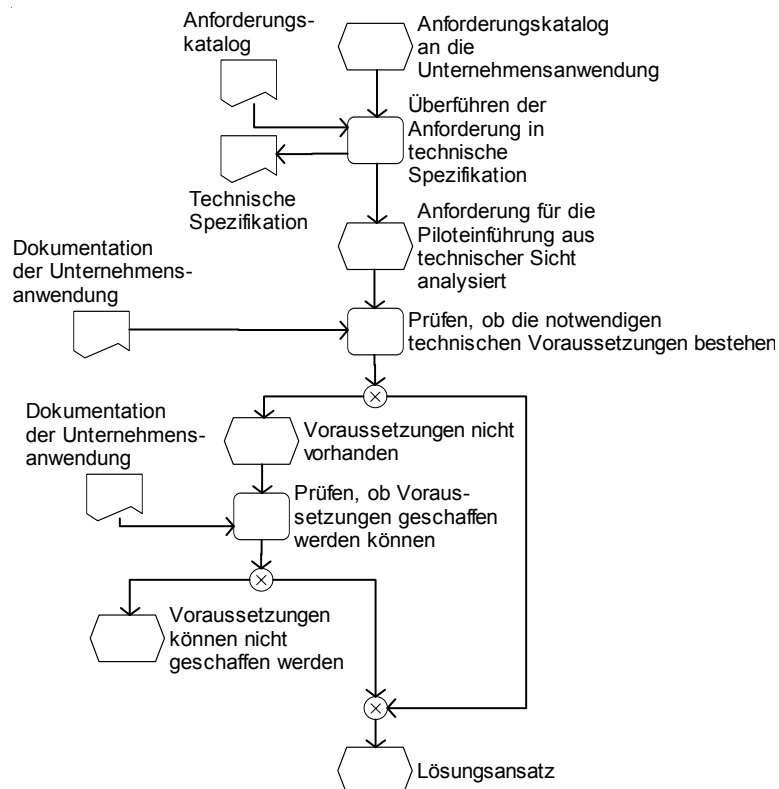 Anforderungs-
katalog
Anforderungskatalog
an die
Unternehmensanwendung
Überführen der
Anforderung in
technische
Spezifikation
Technische
Spezifikation
Anforderung für die
Piloteinführung aus
technischer Sicht
analysiert
Dokumentation
der Unternehmens-
anwendung
Prüfen, ob die notwendigen
technischen Voraussetzungen bestehen
Dokumentation
der Unternehmens-
anwendung
Voraussetzungen nicht
vorhanden
Prüfen, ob Voraus-
setzungen geschaffen
werden können
Voraussetzungen
können nicht
geschaffen werden
Lösungsansatz